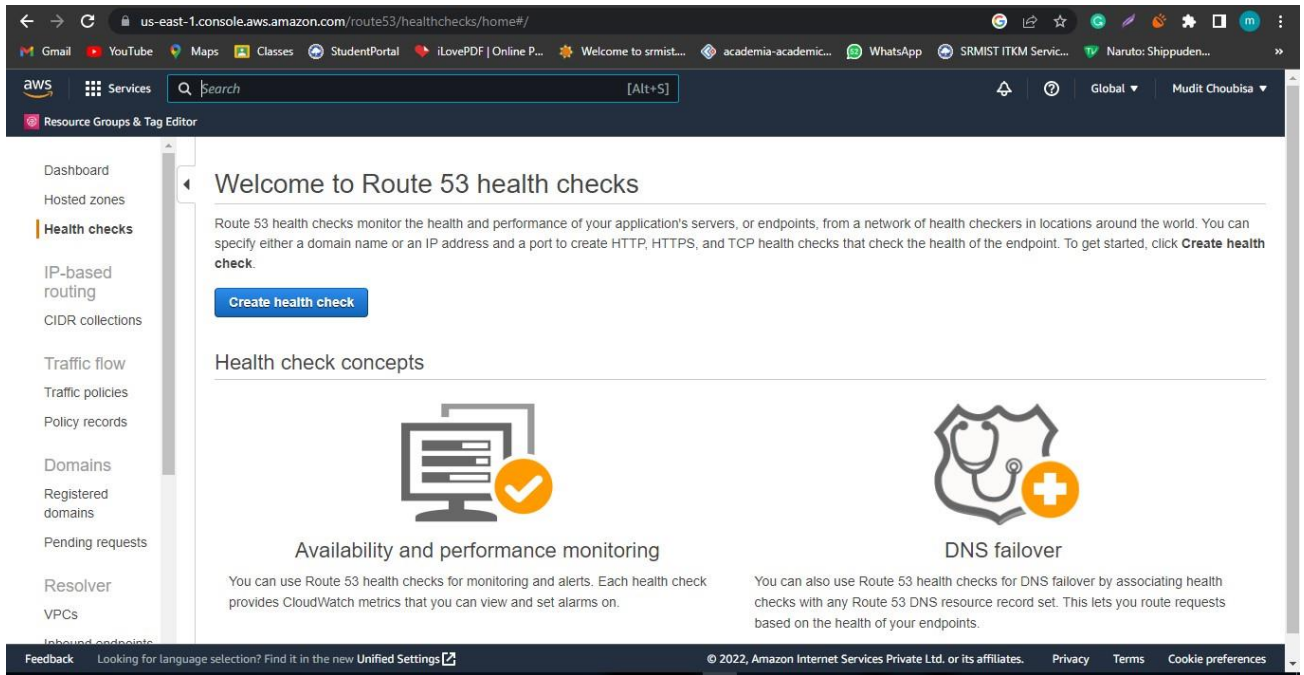 us-east-1.console.aws.amazon.com/route53/healthchecks/home#/
Gmail
YouTube
Maps
Classes
StudentPortal
iLovePDF | Online P...
Welcome to srmist...
academia-academic...
WhatsApp
SRMIST ITKM Servic...
Naruto: Shippuden...
»
aws
Services
Search
[Alt+S]
Global
Mudit Choubisa
Resource Groups & Tag Editor
Dashboard
Hosted zones
Health checks
IP-based
routing
CIDR collections
Traffic flow
Traffic policies
Policy records
Domains
Registered
domains
Pending requests
Resolver
VPCs
Inbound endpoints
Welcome to Route 53 health checks
Route 53 health checks monitor the health and performance of your application's servers, or endpoints, from a network of health checkers in locations around the world. You can
specify either a domain name or an IP address and a port to create HTTP, HTTPS, and TCP health checks that check the health of the endpoint. To get started, click Create health
check.
Create health check
Health check concepts
Availability and performance monitoring
You can use Route 53 health checks for monitoring and alerts. Each health check
provides CloudWatch metrics that you can view and set alarms on.
DNS failover
You can also use Route 53 health checks for DNS failover by associating health
checks with any Route 53 DNS resource record set. This lets you route requests
based on the health of your endpoints.
Feedback
Looking for language selection? Find it in the new Unified Settings
© 2022, Amazon Internet Services Private Ltd. or its affiliates.
Privacy
Terms
Cookie preferences